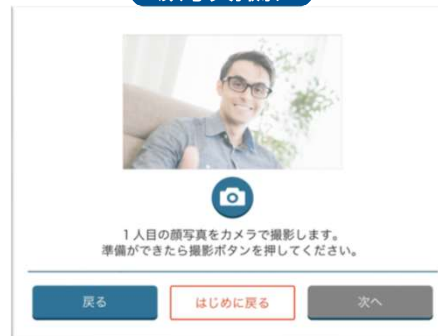 1人目の顔写真をカメラで撮影します。
準備ができたら撮影ボタンを押してください。
戻る
はじめに戻る
次へ